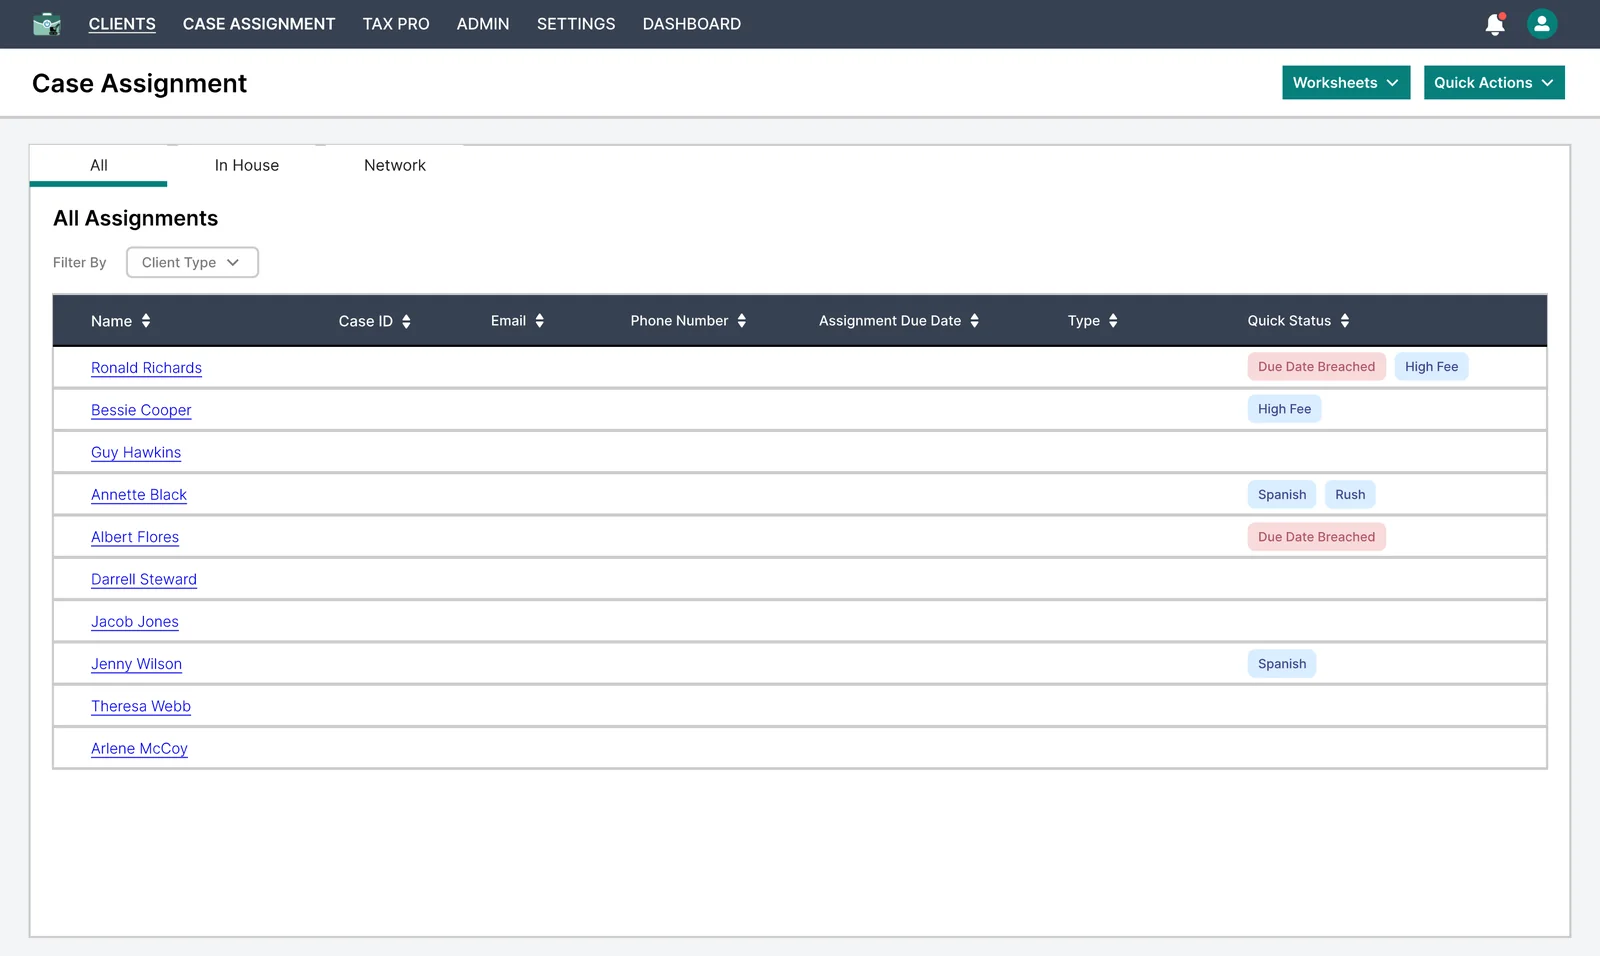 CLIENTS CASE ASSIGNMENT TAX PRO ADMIN SETTINGS DASHBOARD
Case Assignment
Worksheets Quick Actions
All In House Network
All Assignments
Filter By Client Type
Name Case ID Email Phone Number Assignment Due Date Type Quick Status
Ronald Richards Due Date Breached High Fee
Bessie Cooper High Fee
Guy Hawkins
Annette Black Spanish Rush
Albert Flores Due Date Breached
Darrell Steward
Jacob Jones
Jenny Wilson Spanish
Theresa Webb
Arlene McCoy